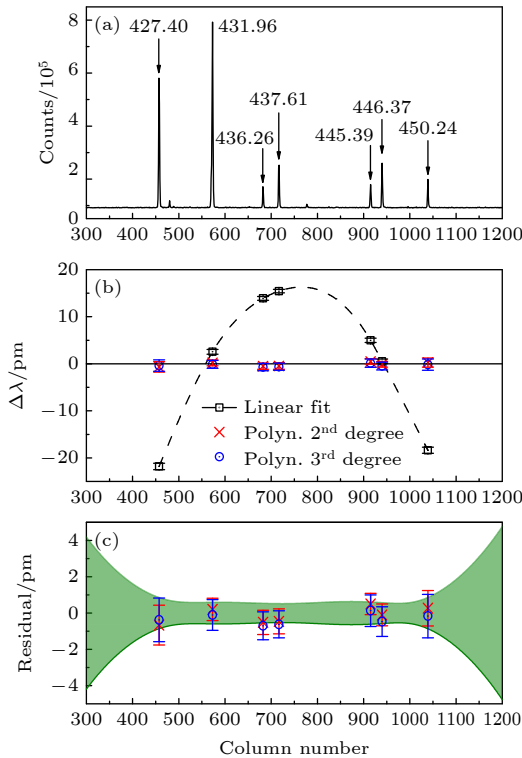 (a)
427.40
431.96
436.26
437.61
445.39
446.37
450.24
Counts/10⁵
8
6
4
2
0
300 400 500 600 700 800 900 1000 1100 1200
(b)
Δλ/pm
20
10
0
−10
−20
Linear fit
Polyn. 2ⁿᵈ degree
Polyn. 3ʳᵈ degree
300 400 500 600 700 800 900 1000 1100 1200
(c)
Residual/pm
4
2
0
−2
−4
300 400 500 600 700 800 900 1000 1100 1200
Column number